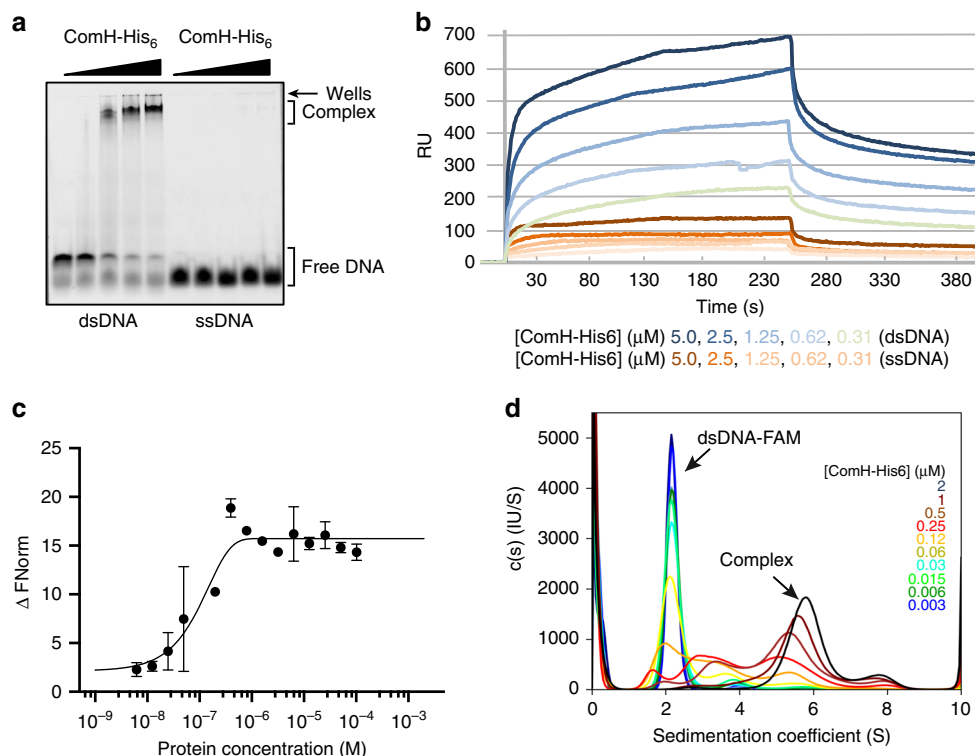 a
ComH-His6 ComH-His6
Wells
Complex
Free DNA
dsDNA ssDNA
b
700
600
500
400
300
200
100
0
RU
30 80 130 180 230 280 330 380
Time (s)
[ComH-His6] (μM) 5.0, 2.5, 1.25, 0.62, 0.31 (dsDNA)
[ComH-His6] (μM) 5.0, 2.5, 1.25, 0.62, 0.31 (ssDNA)
c
25
20
15
10
5
0
Δ FNorm
10−9 10−8 10−7 10−6 10−5 10−4 10−3
Protein concentration (M)
d
5000
4000
3000
2000
1000
0
c(s) (IU/S)
dsDNA-FAM
Complex
[ComH-His6] (μM)
2
1
0.5
0.25
0.12
0.06
0.03
0.015
0.006
0.003
0 2 4 6 8 10
Sedimentation coefficient (S)